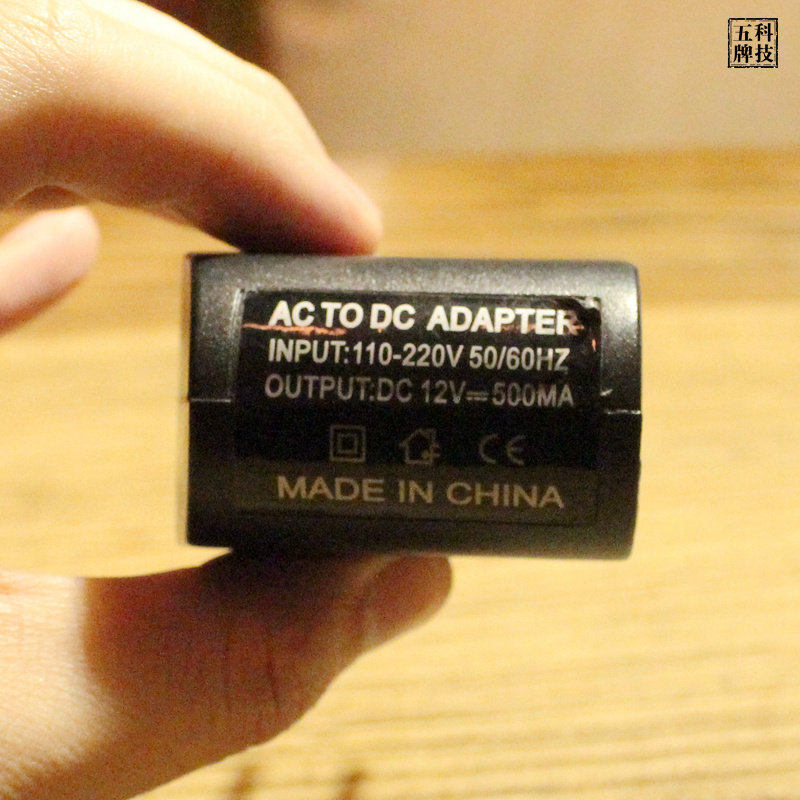 五科
牌技
AC TO DC ADAPTER
INPUT:110-220V 50/60HZ
OUTPUT:DC 12V⎓500MA
CE
MADE IN CHINA